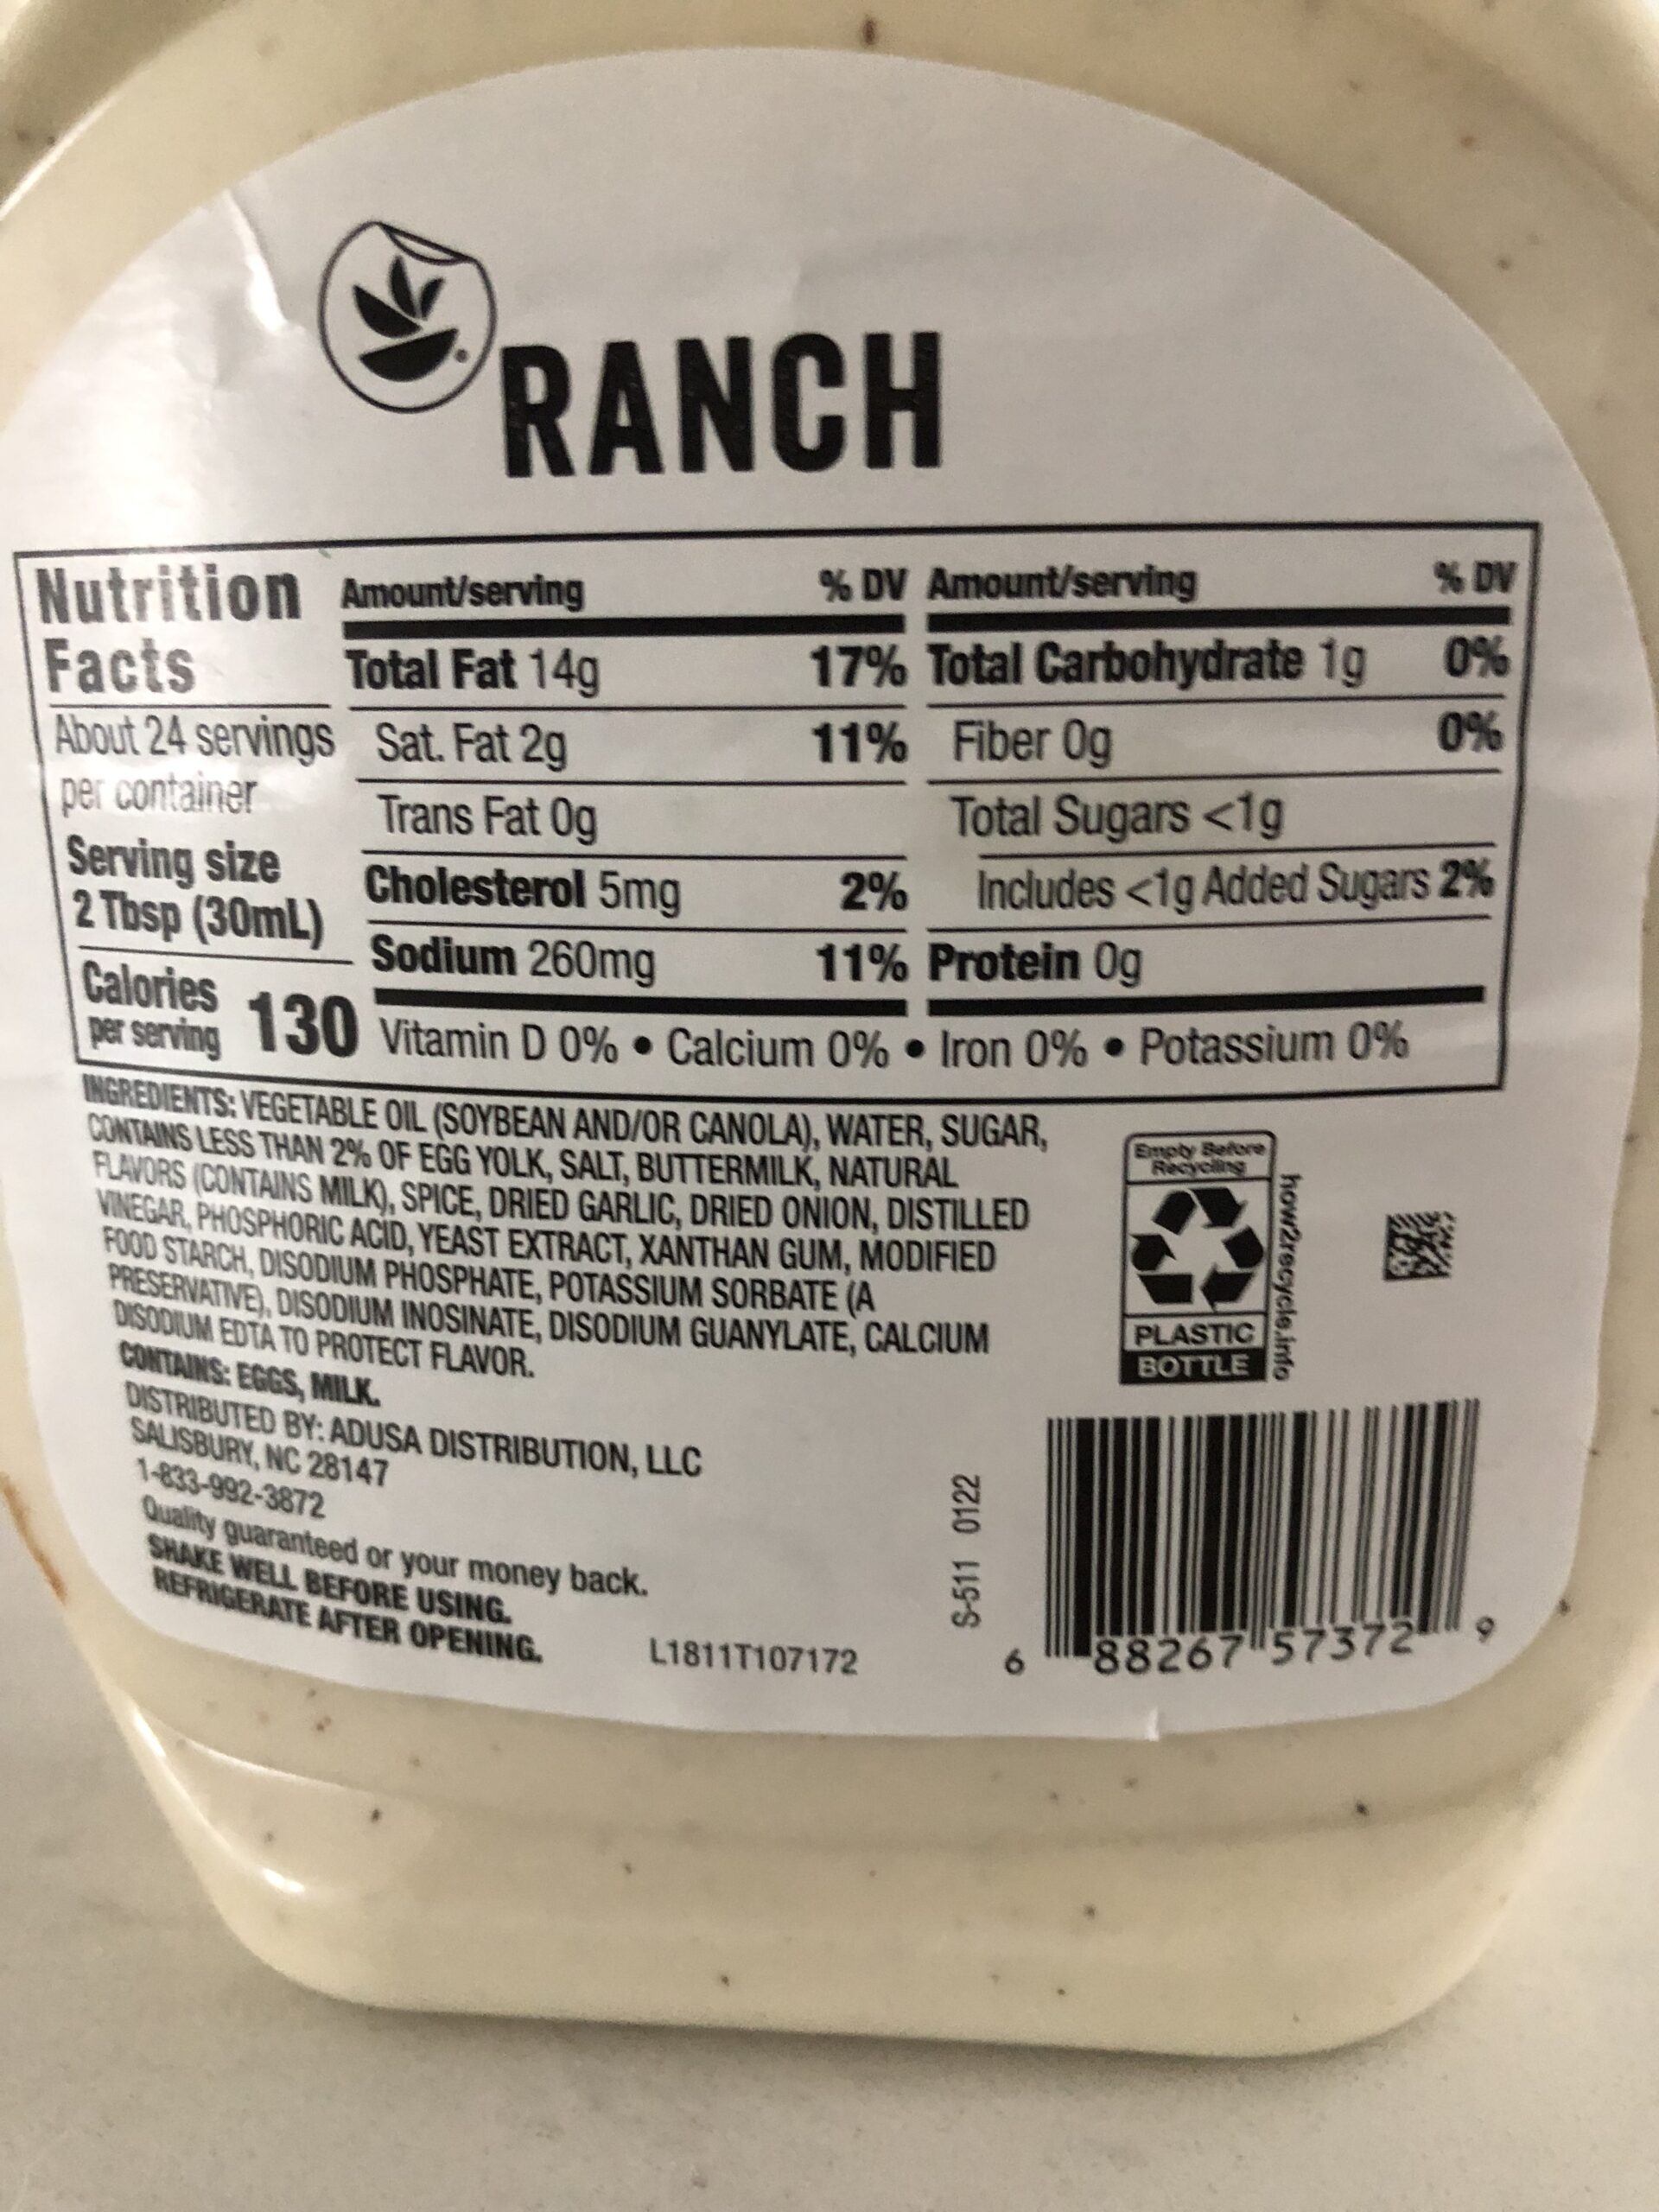 RANCH
Nutrition
Facts
About 24 servings
per container
Serving size
2 Tbsp (30mL)
Calories
per serving 130
Amount/serving % DV
Total Fat 14g 17%
Sat. Fat 2g 11%
Trans Fat 0g
Cholesterol 5mg 2%
Sodium 260mg 11%
Amount/serving % DV
Total Carbohydrate 1g 0%
Fiber 0g 0%
Total Sugars <1g
Includes <1g Added Sugars 2%
Protein 0g
Vitamin D 0% • Calcium 0% • Iron 0% • Potassium 0%
INGREDIENTS: VEGETABLE OIL (SOYBEAN AND/OR CANOLA), WATER, SUGAR,
CONTAINS LESS THAN 2% OF EGG YOLK, SALT, BUTTERMILK, NATURAL
FLAVORS (CONTAINS MILK), SPICE, DRIED GARLIC, DRIED ONION, DISTILLED
VINEGAR, PHOSPHORIC ACID, YEAST EXTRACT, XANTHAN GUM, MODIFIED
FOOD STARCH, DISODIUM PHOSPHATE, POTASSIUM SORBATE (A
PRESERVATIVE), DISODIUM INOSINATE, DISODIUM GUANYLATE, CALCIUM
DISODIUM EDTA TO PROTECT FLAVOR.
CONTAINS: EGGS, MILK.
DISTRIBUTED BY: ADUSA DISTRIBUTION, LLC
SALISBURY, NC 28147
1-833-992-3872
Quality guaranteed or your money back.
SHAKE WELL BEFORE USING.
REFRIGERATE AFTER OPENING.
L1811T107172
Empty Before
Recycling
PLASTIC
BOTTLE
how2recycle.info
S-511 0122
6 88267 57372 9